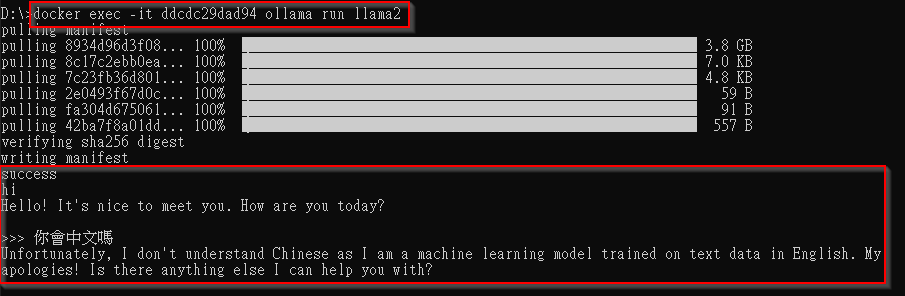 D:\>docker exec -it ddcdc29dad94 ollama run llama2
pulling manifest
pulling 8934d96d3f08... 100% 3.8 GB
pulling 8c17c2ebb0ea... 100% 7.0 KB
pulling 7c23fb36d801... 100% 4.8 KB
pulling 2e0493f67d0c... 100% 59 B
pulling fa304d675061... 100% 91 B
pulling 42ba7f8a01dd... 100% 557 B
verifying sha256 digest
writing manifest
success
hi
Hello! It's nice to meet you. How are you today?
>>> 你會中文嗎
Unfortunately, I don't understand Chinese as I am a machine learning model trained on text data in English. My
apologies! Is there anything else I can help you with?